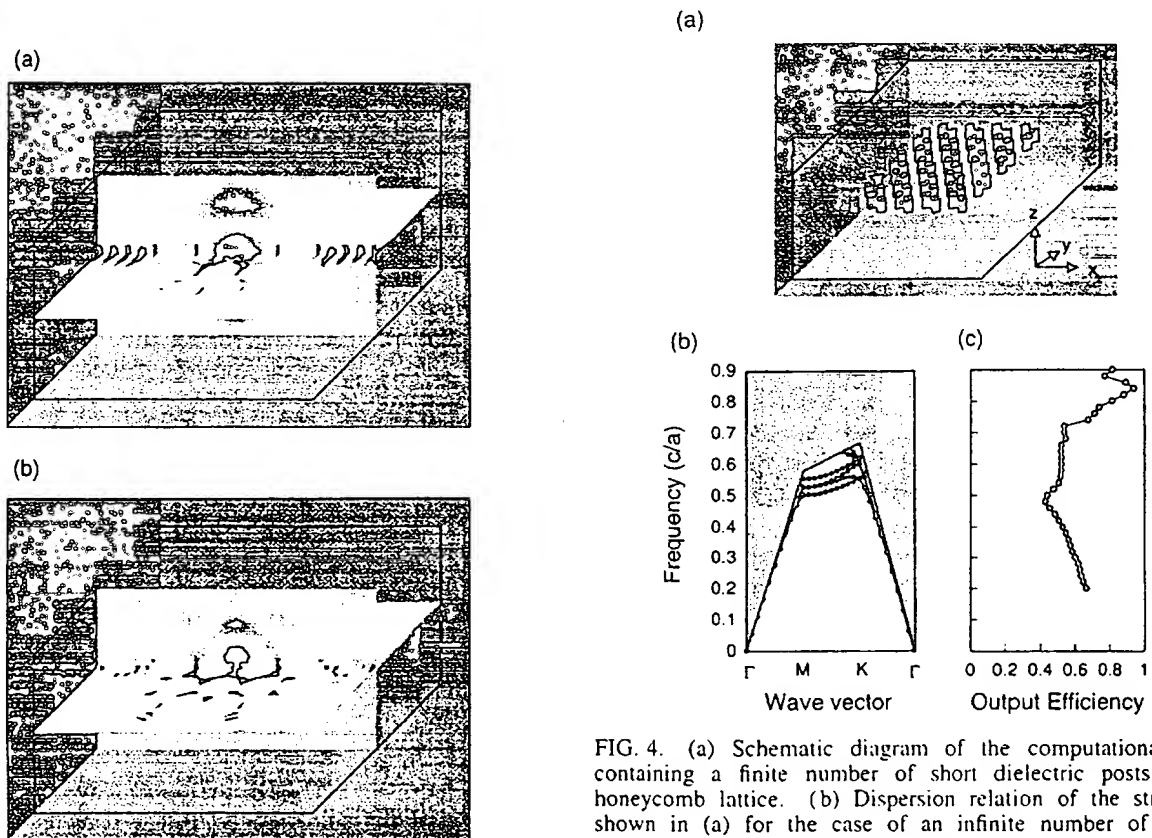 (a)
(b)
(a)
z
y
x
(b)
(c)
Frequency (c/a)
0.9
0.8
0.7
0.6
0.5
0.4
0.3
0.2
0.1
0
Γ M K Γ
Wave vector
0 0.2 0.4 0.6 0.8 1
Output Efficiency
FIG. 4. (a) Schematic diagram of the computationa
containing a finite number of short dielectric posts
honeycomb lattice. (b) Dispersion relation of the str
shown in (a) for the case of an infinite number of